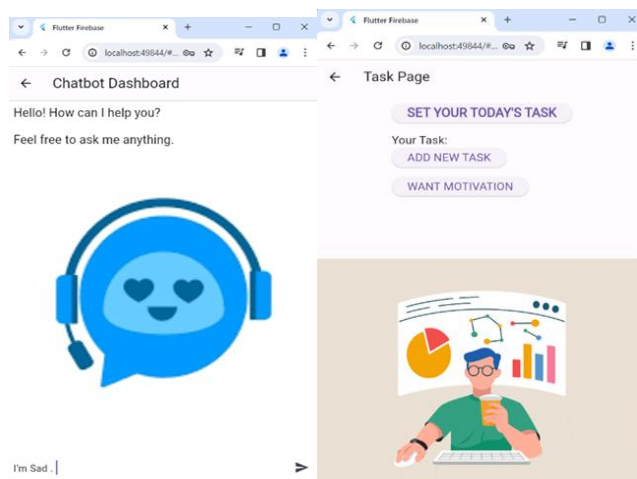 Flutter Firebase
localhost:49844/#...
Chatbot Dashboard
Hello! How can I help you?
Feel free to ask me anything.
I'm Sad .
Flutter Firebase
localhost:49844/#...
Task Page
SET YOUR TODAY'S TASK
Your Task:
ADD NEW TASK
WANT MOTIVATION